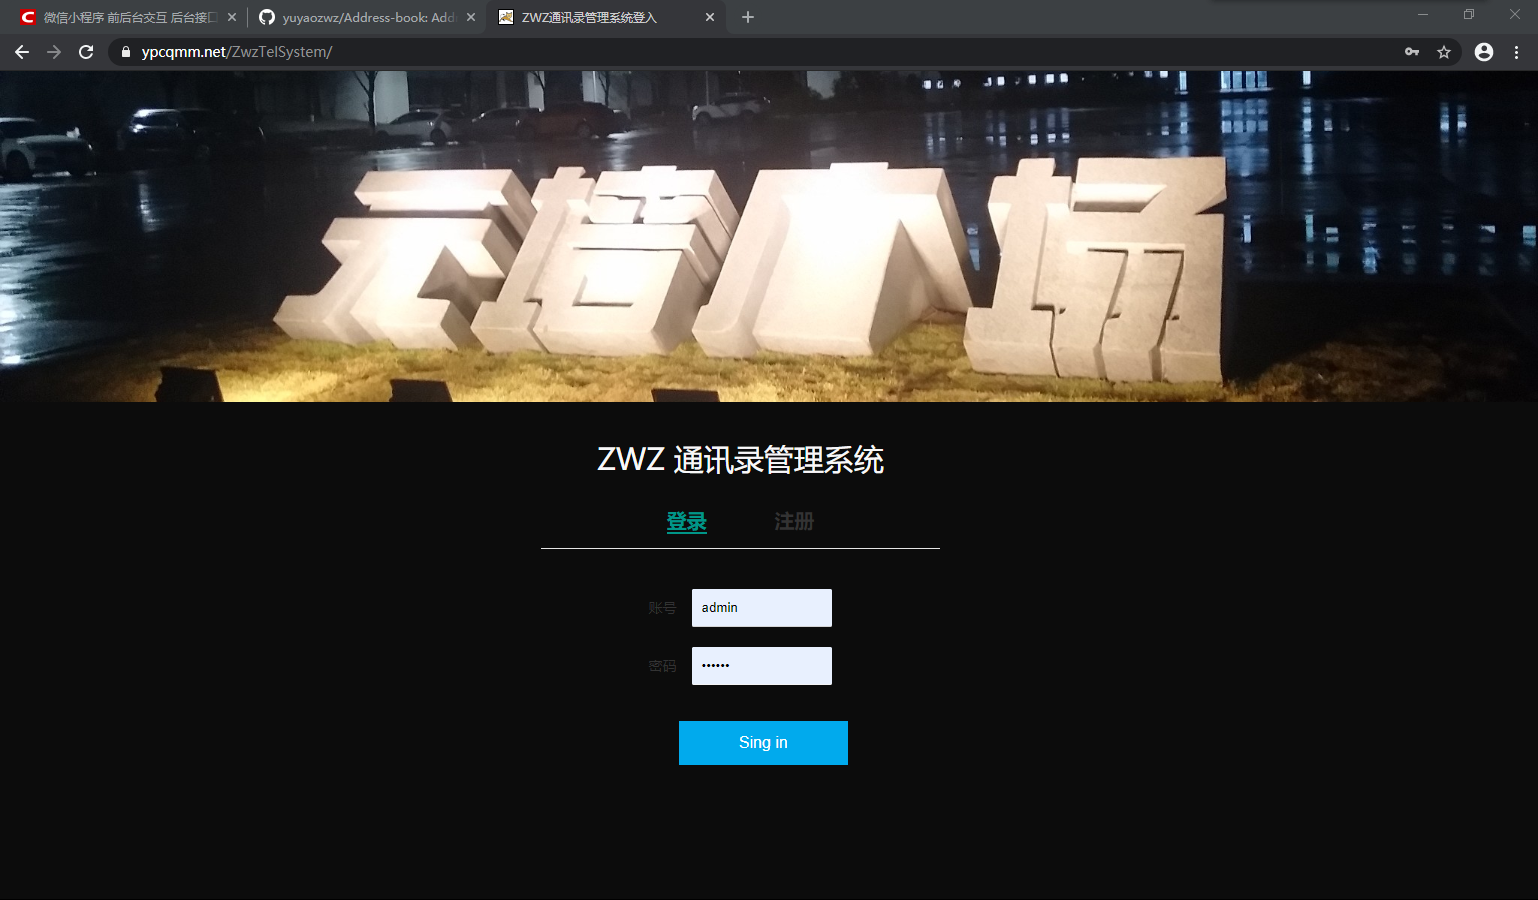 微信小程序 前后台交互 后台接口
yuyaozwz/Address-book: Add
ZWZ通讯录管理系统登入
ypcqmm.net/ZwzTelSystem/
云塘广场
ZWZ 通讯录管理系统
登录 注册
账号 admin
密码 ••••••
Sing in